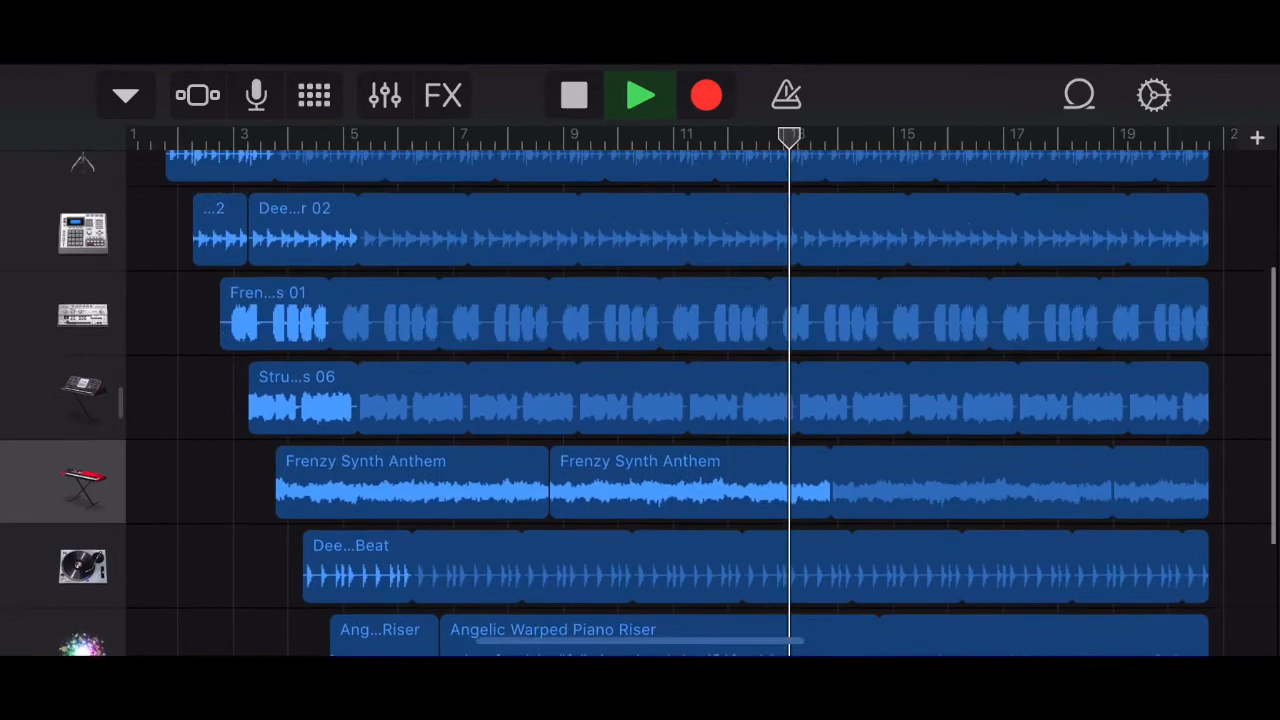 FX
1 3 5 7 9 11 13 15 17 19 2
...2 Dee...r 02
Fren...s 01
Stru...s 06
Frenzy Synth Anthem Frenzy Synth Anthem
Dee...Beat
Ang...Riser Angelic Warped Piano Riser